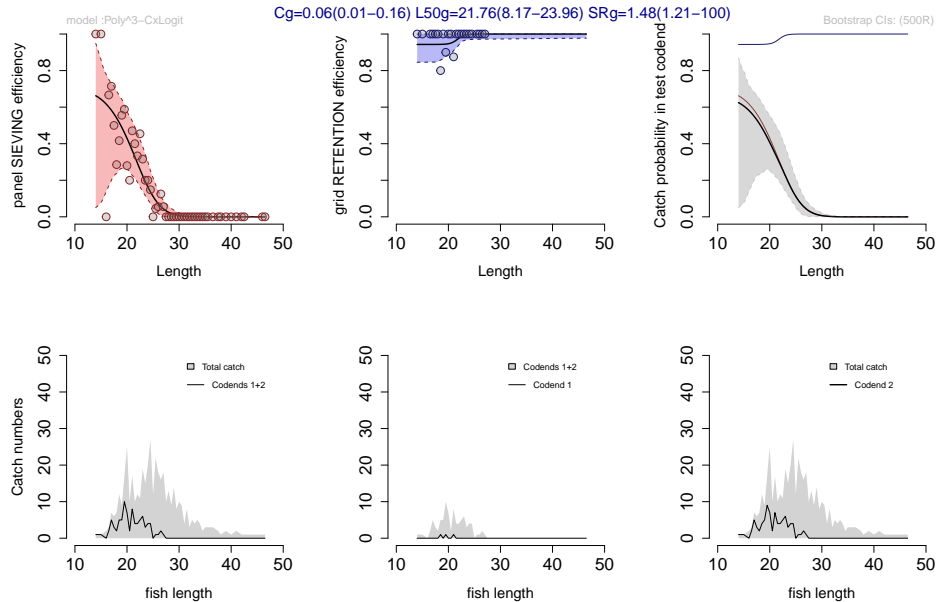 Cg=0.06(0.01−0.16) L50g=21.76(8.17−23.96) SRg=1.48(1.21−100)
model :Poly^3−CxLogit
Bootstrap CIs: (500R)
panel SIEVING efficiency
0.0 0.4 0.8
10 20 30 40 50
Length
grid RETENTION efficiency
0.0 0.4 0.8
10 20 30 40 50
Length
Catch probability in test codend
0.0 0.4 0.8
10 20 30 40 50
Length
Catch numbers
0 10 20 30 40 50
Total catch
Codends 1+2
10 20 30 40 50
fish length
0 10 20 30 40 50
Codends 1+2
Codend 1
10 20 30 40 50
fish length
0 10 20 30 40 50
Total catch
Codend 2
10 20 30 40 50
fish length